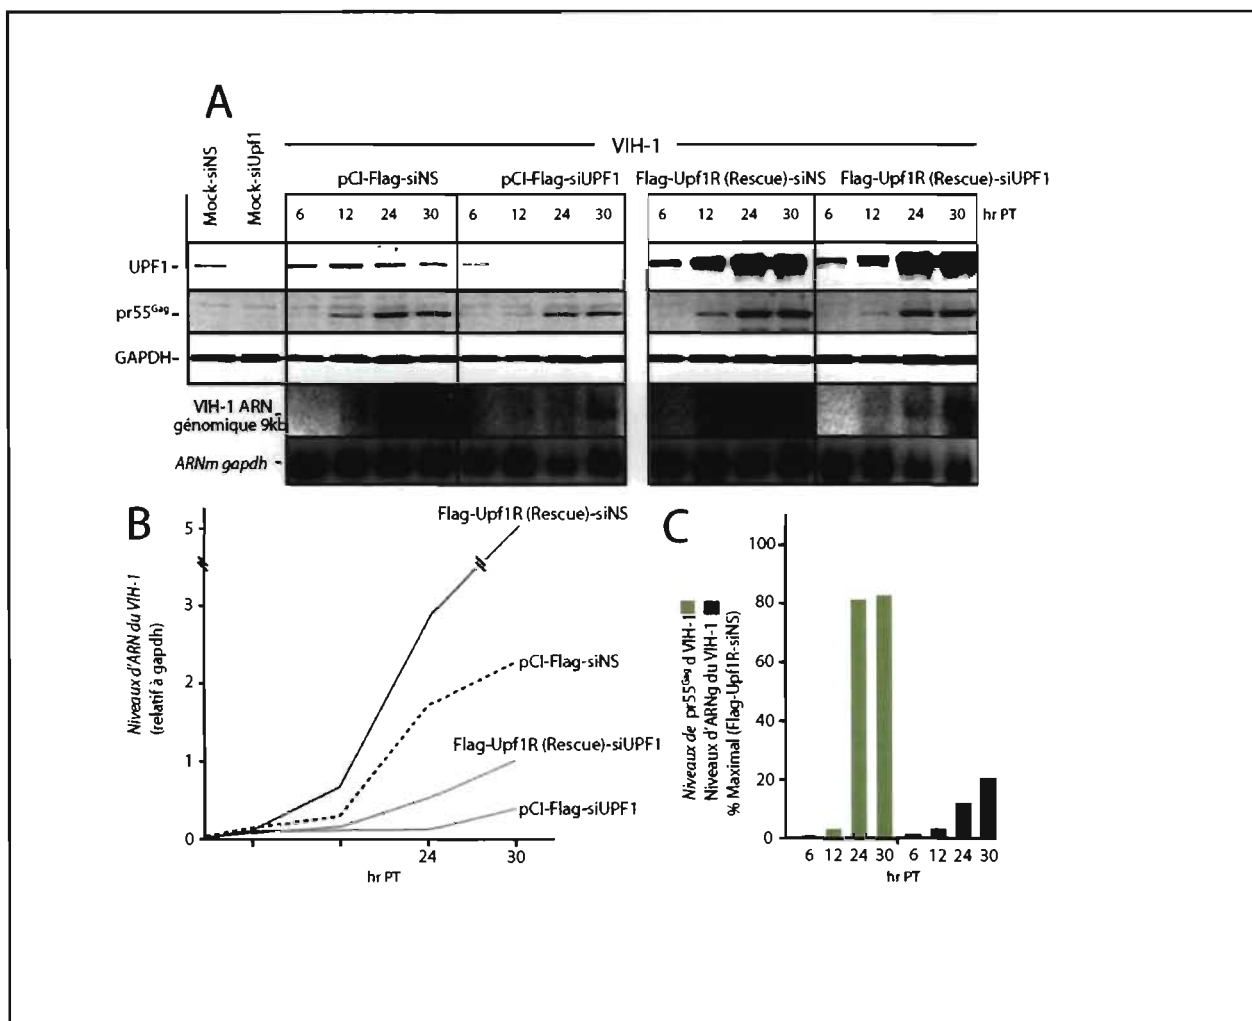 A
VIH-1
Mock-siNS
Mock-siUpf1
pCI-Flag-siNS
pCI-Flag-siUPF1
Flag-Upf1R (Rescue)-siNS
Flag-Upf1R (Rescue)-siUPF1
6 12 24 30 6 12 24 30 6 12 24 30 6 12 24 30 hr PT
UPF1-
pr55Gag-
GAPDH-
VIH-1 ARN
génomique 9kb
ARNm gapdh -
B
Niveaux d'ARN du VIH-1
(relatif à gapdh)
5
3
2
1
0
Flag-Upf1R (Rescue)-siNS
pCI-Flag-siNS
Flag-Upf1R (Rescue)-siUPF1
pCI-Flag-siUPF1
24 30
hr PT
C
Niveaux de pr55Gag d VIH-1
Niveaux d'ARNg du VIH-1
% Maximal (Flag-Upf1R-siNS)
100
80
60
40
20
0
6 12 24 30 6 12 24 30
hr PT